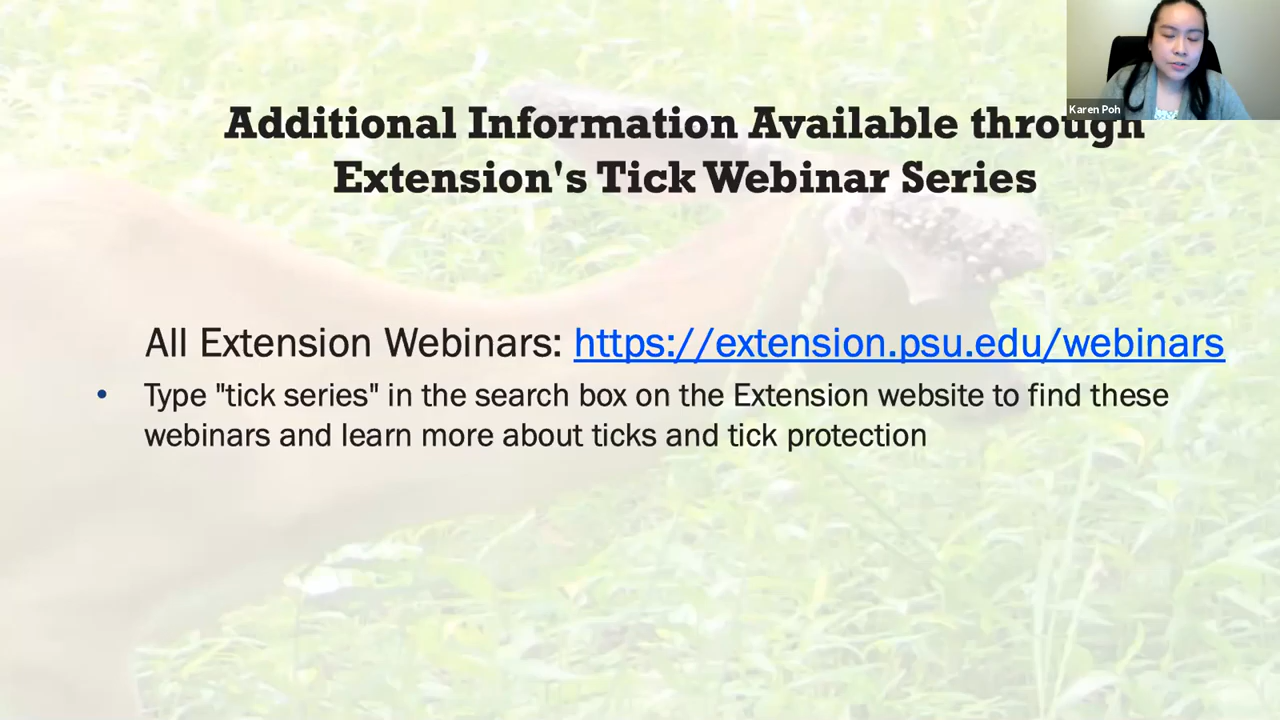 Karen Poh
Additional Information Available through
Extension's Tick Webinar Series
All Extension Webinars: https://extension.psu.edu/webinars
• Type "tick series" in the search box on the Extension website to find these
webinars and learn more about ticks and tick protection